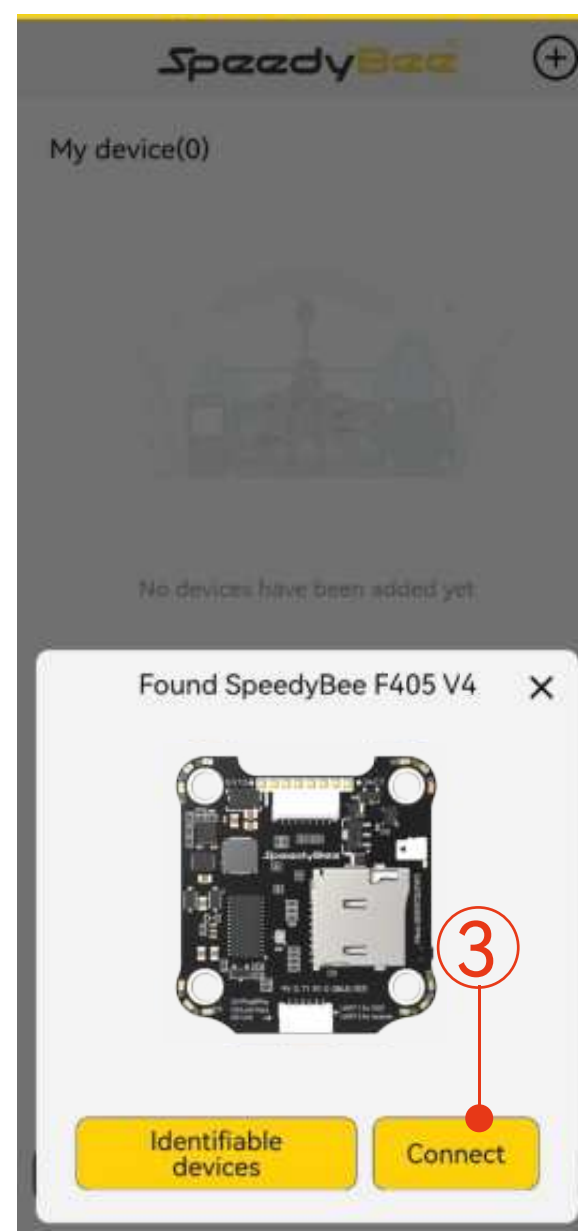 SpeedyBee
My device(0)
No devices have been added yet
Found SpeedyBee F405 V4
SpeedyBee
③
Identifiable
devices
Connect